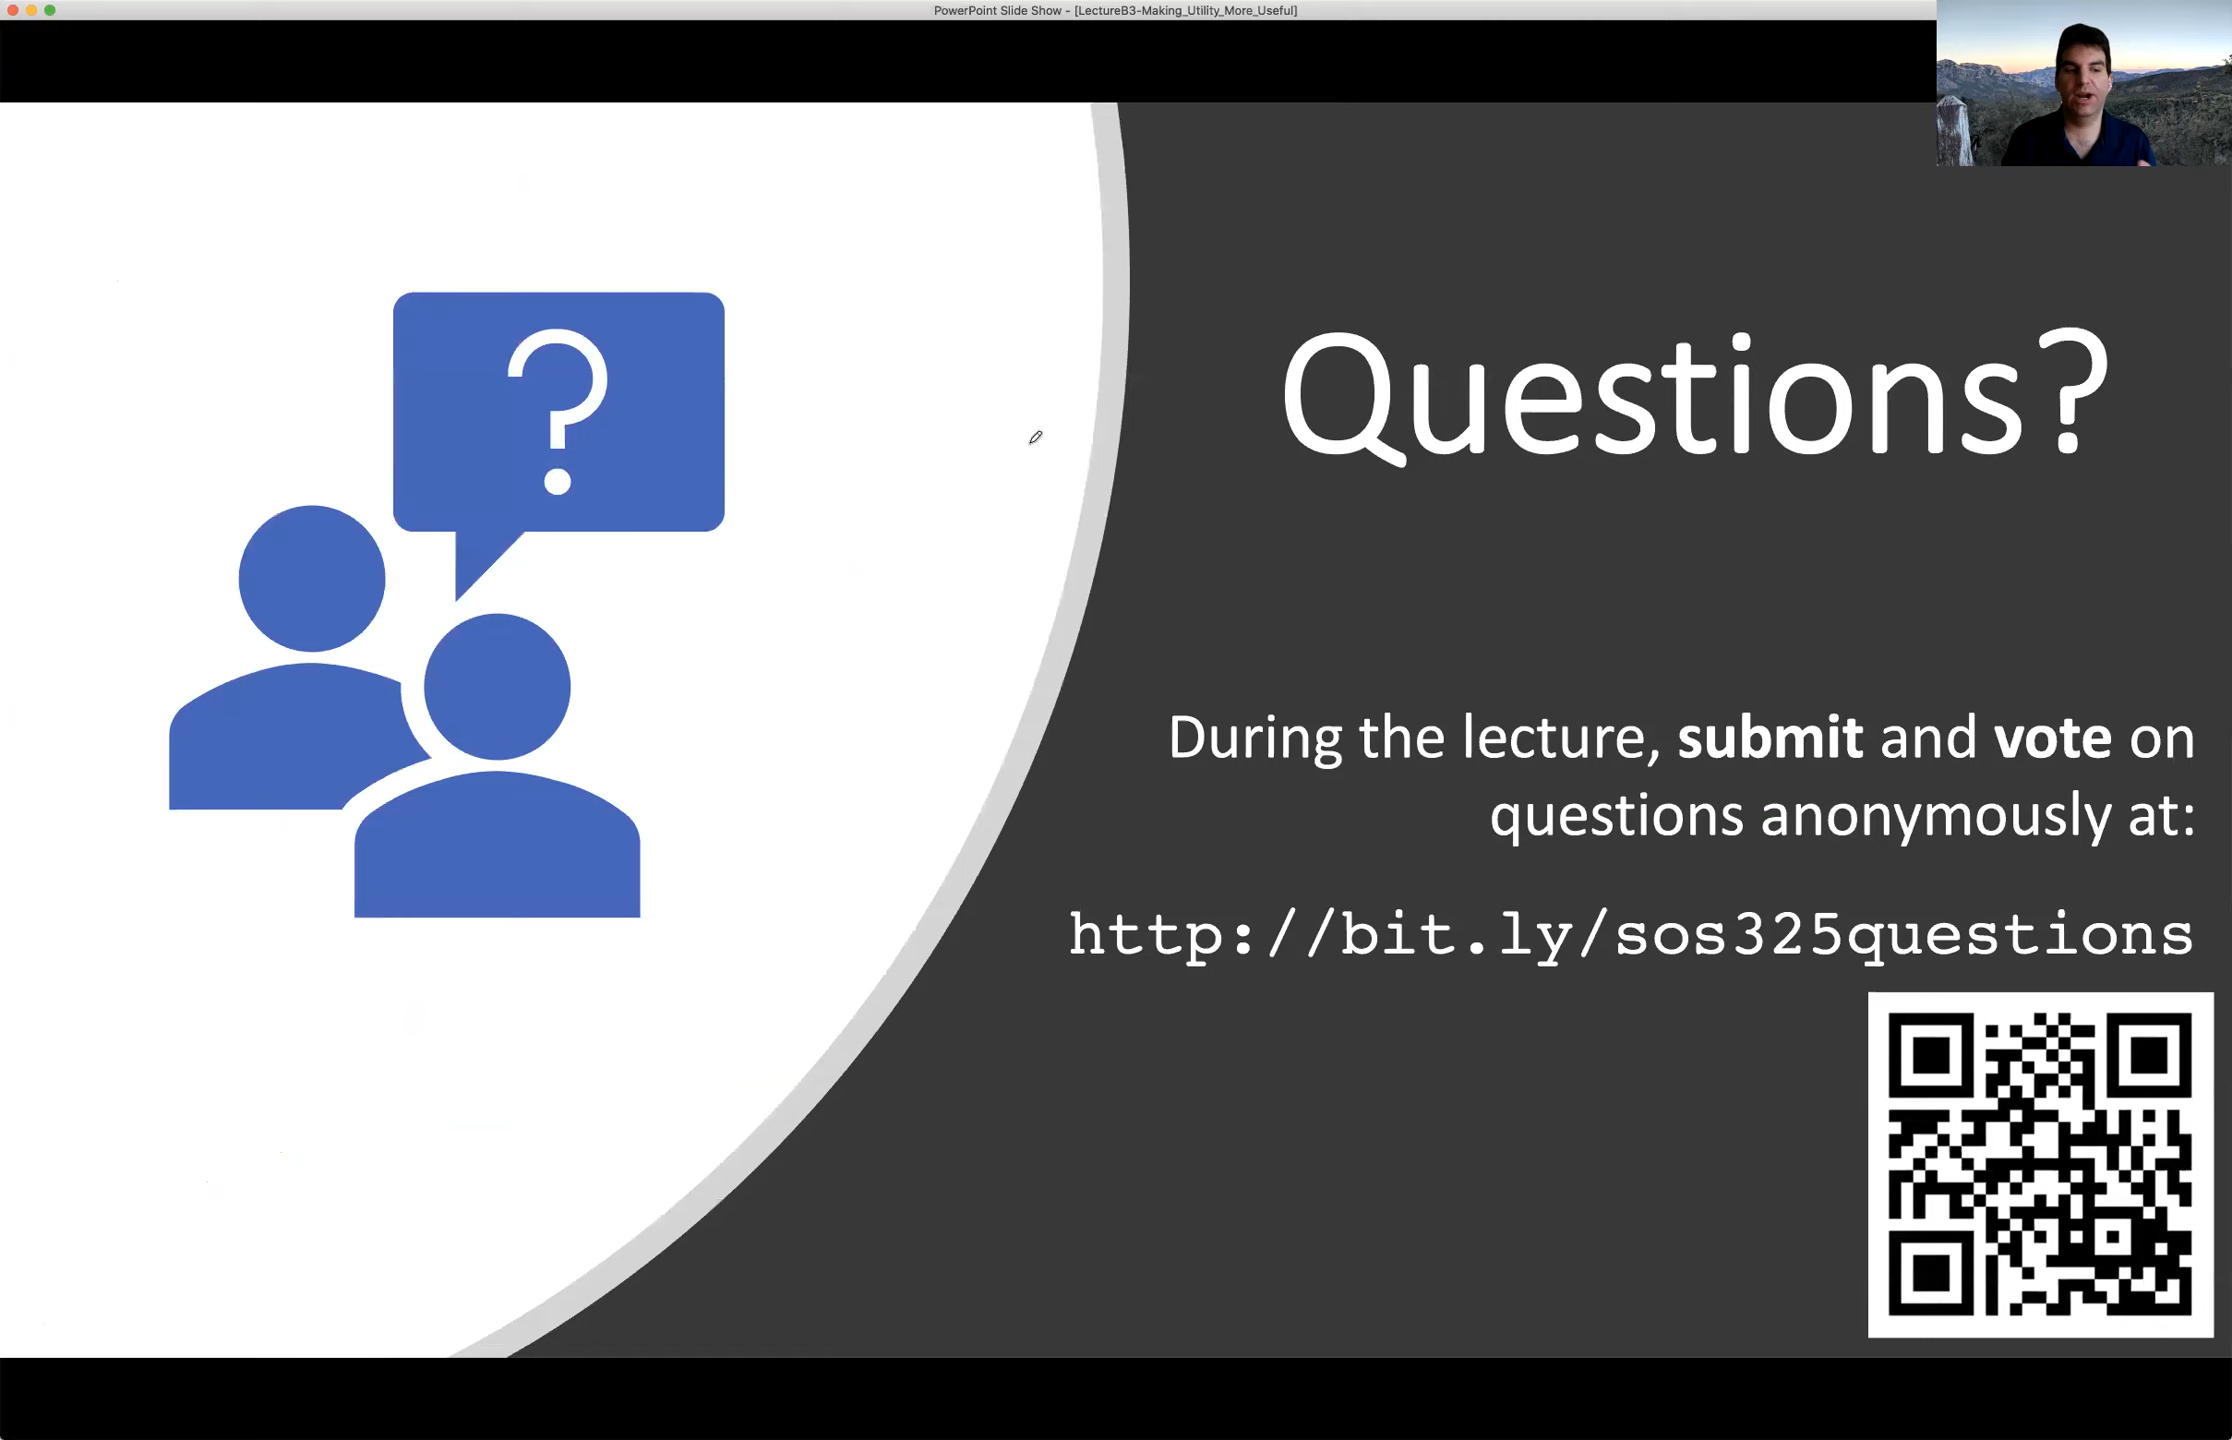 PowerPoint Slide Show - [LectureB3-Making_Utility_More_Useful]
?
Questions?
During the lecture, submit and vote on
questions anonymously at:
http://bit.ly/sos325questions